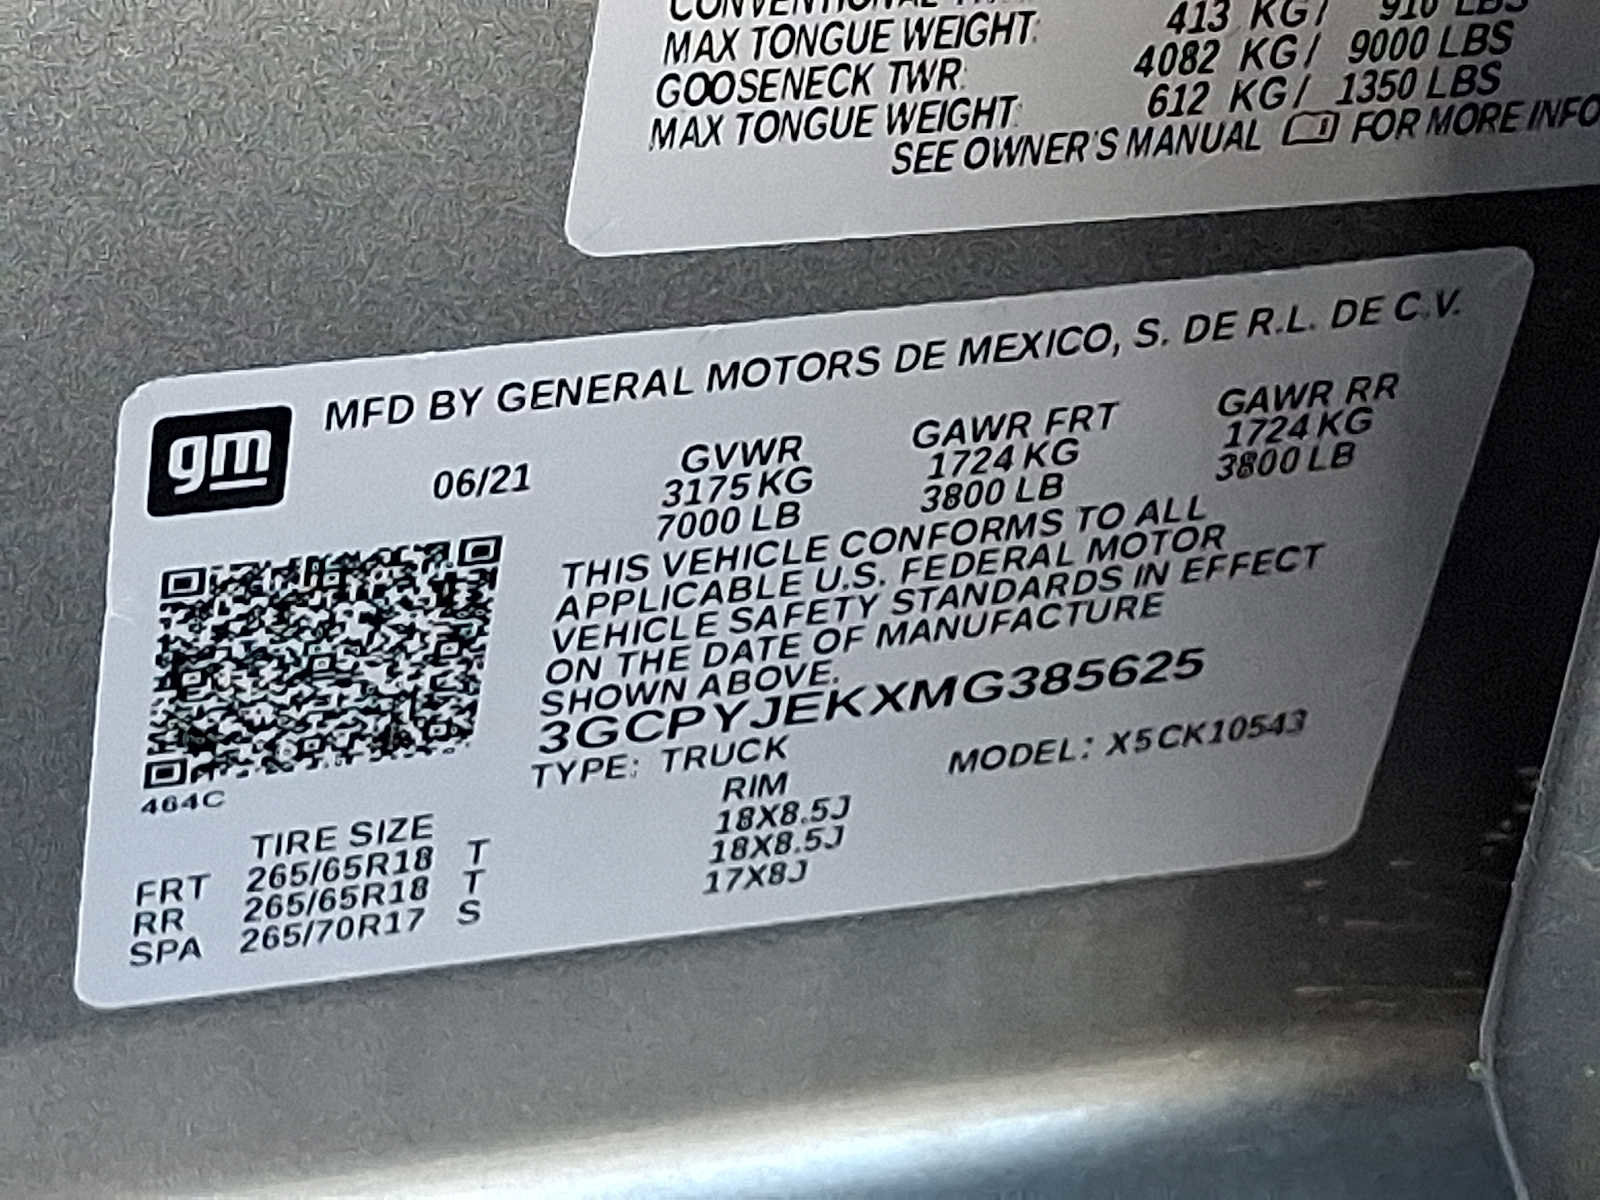 MAX TONGUE WEIGHT: 413 KG/ 910 LBS
GOOSENECK TWR: 4082 KG/ 9000 LBS
MAX TONGUE WEIGHT: 612 KG/ 1350 LBS
SEE OWNER'S MANUAL FOR MORE INFO
gm
MFD BY GENERAL MOTORS DE MEXICO, S. DE R.L. DE C.V.
06/21 GVWR GAWR FRT GAWR RR
3175 KG 1724 KG 1724 KG
7000 LB 3800 LB 3800 LB
THIS VEHICLE CONFORMS TO ALL
APPLICABLE U.S. FEDERAL MOTOR
VEHICLE SAFETY STANDARDS IN EFFECT
ON THE DATE OF MANUFACTURE
SHOWN ABOVE.
3GCPYJEKXMG385625
TYPE: TRUCK MODEL: X5CK10543
464C
TIRE SIZE RIM
FRT 265/65R18 T 18X8.5J
RR 265/65R18 T 18X8.5J
SPA 265/70R17 S 17X8J